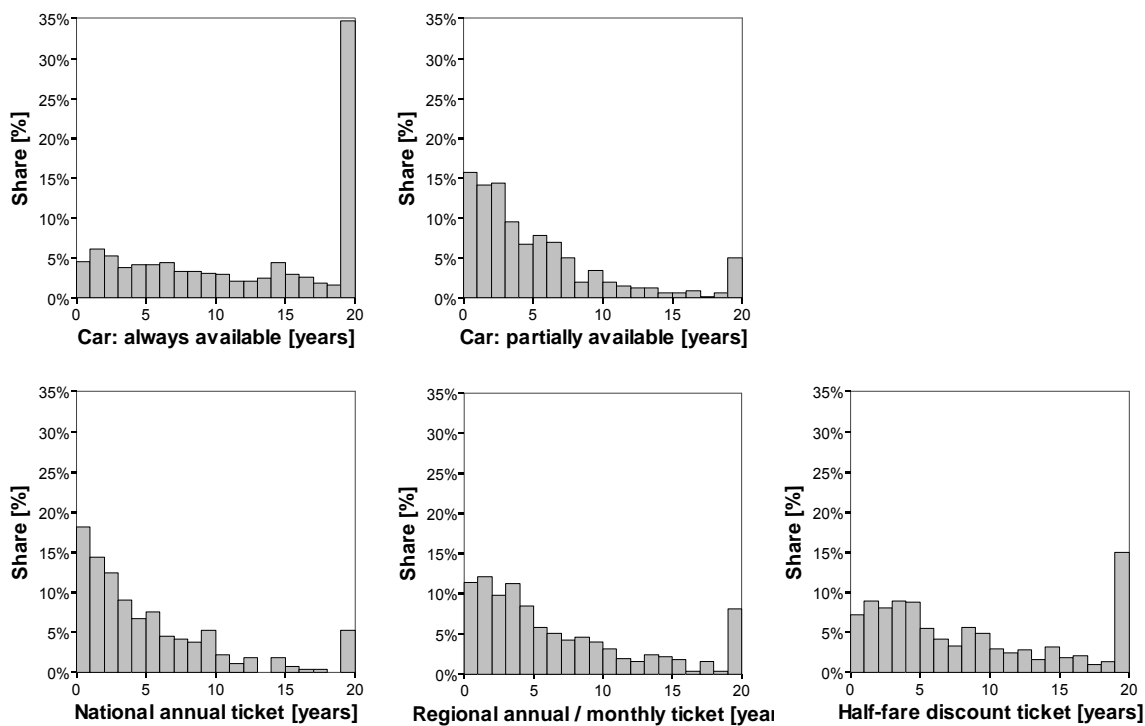 35%
30%
25%
20%
15%
10%
5%
0%
Share [%]
0 5 10 15 20
Car: always available [years]
35%
30%
25%
20%
15%
10%
5%
0%
Share [%]
0 5 10 15 20
Car: partially available [years]
35%
30%
25%
20%
15%
10%
5%
0%
Share [%]
0 5 10 15 20
National annual ticket [years]
35%
30%
25%
20%
15%
10%
5%
0%
Share [%]
0 5 10 15 20
Regional annual / monthly ticket [year
35%
30%
25%
20%
15%
10%
5%
0%
Share [%]
0 5 10 15 20
Half-fare discount ticket [years]